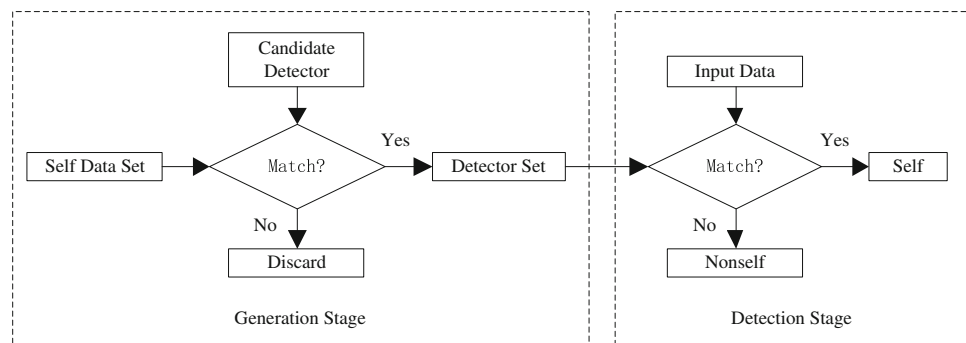 Candidate
Detector
Input Data
Yes
Yes
Self Data Set
Match?
Detector Set
Match?
Self
No
No
Discard
Nonself
Generation Stage
Detection Stage